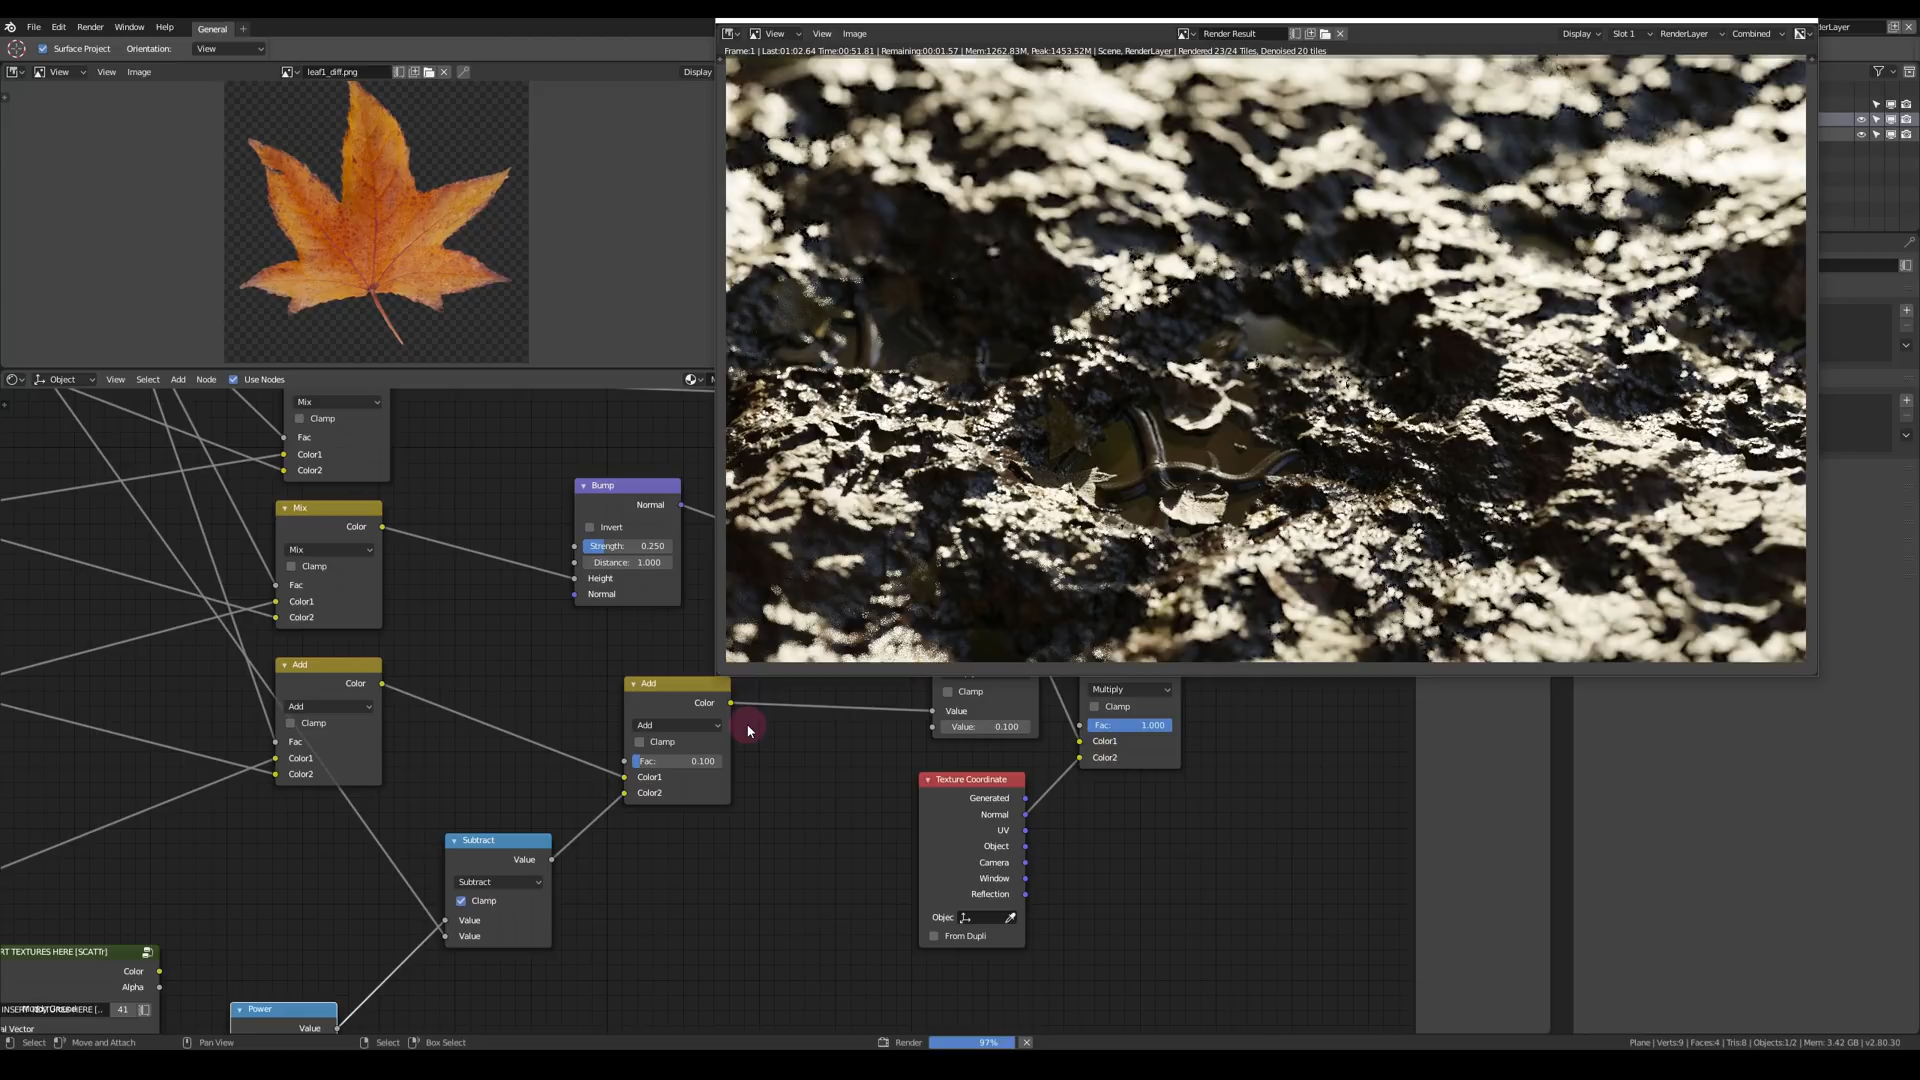 File Edit Render Window Help General
Surface Project Orientation: View
View View Image leaf1_diff.png Display
View View Image Render Result Display Slot 1 RenderLayer Combined
Frame:1 | Last:01:02.64 Time:00:51.81 | Remaining:00:01.57 | Mem:1262.83M, Peak:1453.52M | Scene, RenderLayer | Rendered 23/24 Tiles, Denoised 20 tiles
derLayer
Object View Select Add Node Use Nodes
Mix
Clamp
Fac
Color1
Color2
Mix
Color
Mix
Clamp
Fac
Color1
Color2
Bump
Normal
Invert
Strength: 0.250
Distance: 1.000
Height
Normal
Add
Color
Add
Clamp
Fac
Color1
Color2
Add
Color
Add
Clamp
Fac: 0.100
Color1
Color2
Clamp
Value
Value: 0.100
Multiply
Clamp
Fac: 1.000
Color1
Color2
Texture Coordinate
Generated
Normal
UV
Object
Camera
Window
Reflection
Objec
From Dupli
Subtract
Value
Subtract
Clamp
Value
Value
RT TEXTURES HERE [SCATTr]
Color
Alpha
41
al Vector
Power
Value
Select Move and Attach Pan View Select Box Select Render 97% Plane | Verts:9 | Faces:4 | Tris:8 | Objects:1/2 | Mem: 3.42 GB | v2.80.30